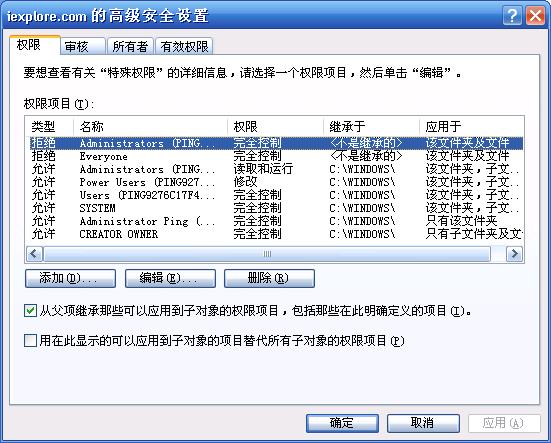 iexplore.com 的高级安全设置
权限 审核 所有者 有效权限
要想查看有关“特殊权限”的详细信息，请选择一个权限项目，然后单击“编辑”。
权限项目(T)：
类型 名称 权限 继承于 应用于
拒绝 Administrators (PING... 完全控制 <不是继承的> 该文件夹及文件
拒绝 Everyone 完全控制 <不是继承的> 该文件夹及文件
允许 Administrators (PING... 读取和运行 C:\WINDOWS\ 该文件夹，子文...
允许 Power Users (PING927... 修改 C:\WINDOWS\ 该文件夹，子文...
允许 Users (PING9276C17F4... 完全控制 C:\WINDOWS\ 该文件夹，子文...
允许 SYSTEM 完全控制 C:\WINDOWS\ 该文件夹，子文...
允许 Administrator Ping (... 完全控制 C:\WINDOWS\ 只有该文件夹
允许 CREATOR OWNER 完全控制 C:\WINDOWS\ 只有子文件夹及文
添加(D)... 编辑(E)... 删除(R)
从父项继承那些可以应用到子对象的权限项目，包括那些在此明确定义的项目(I)。
用在此显示的可以应用到子对象的项目替代所有子对象的权限项目(P)
确定 取消 应用(A)